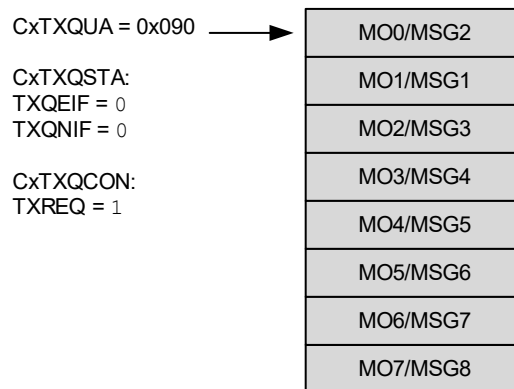 CxTXQUA = 0x090
CxTXQSTA:
TXQEIF = 0
TXQNIF = 0
CxTXQCON:
TXREQ = 1
MO0/MSG2
MO1/MSG1
MO2/MSG3
MO3/MSG4
MO4/MSG5
MO5/MSG6
MO6/MSG7
MO7/MSG8